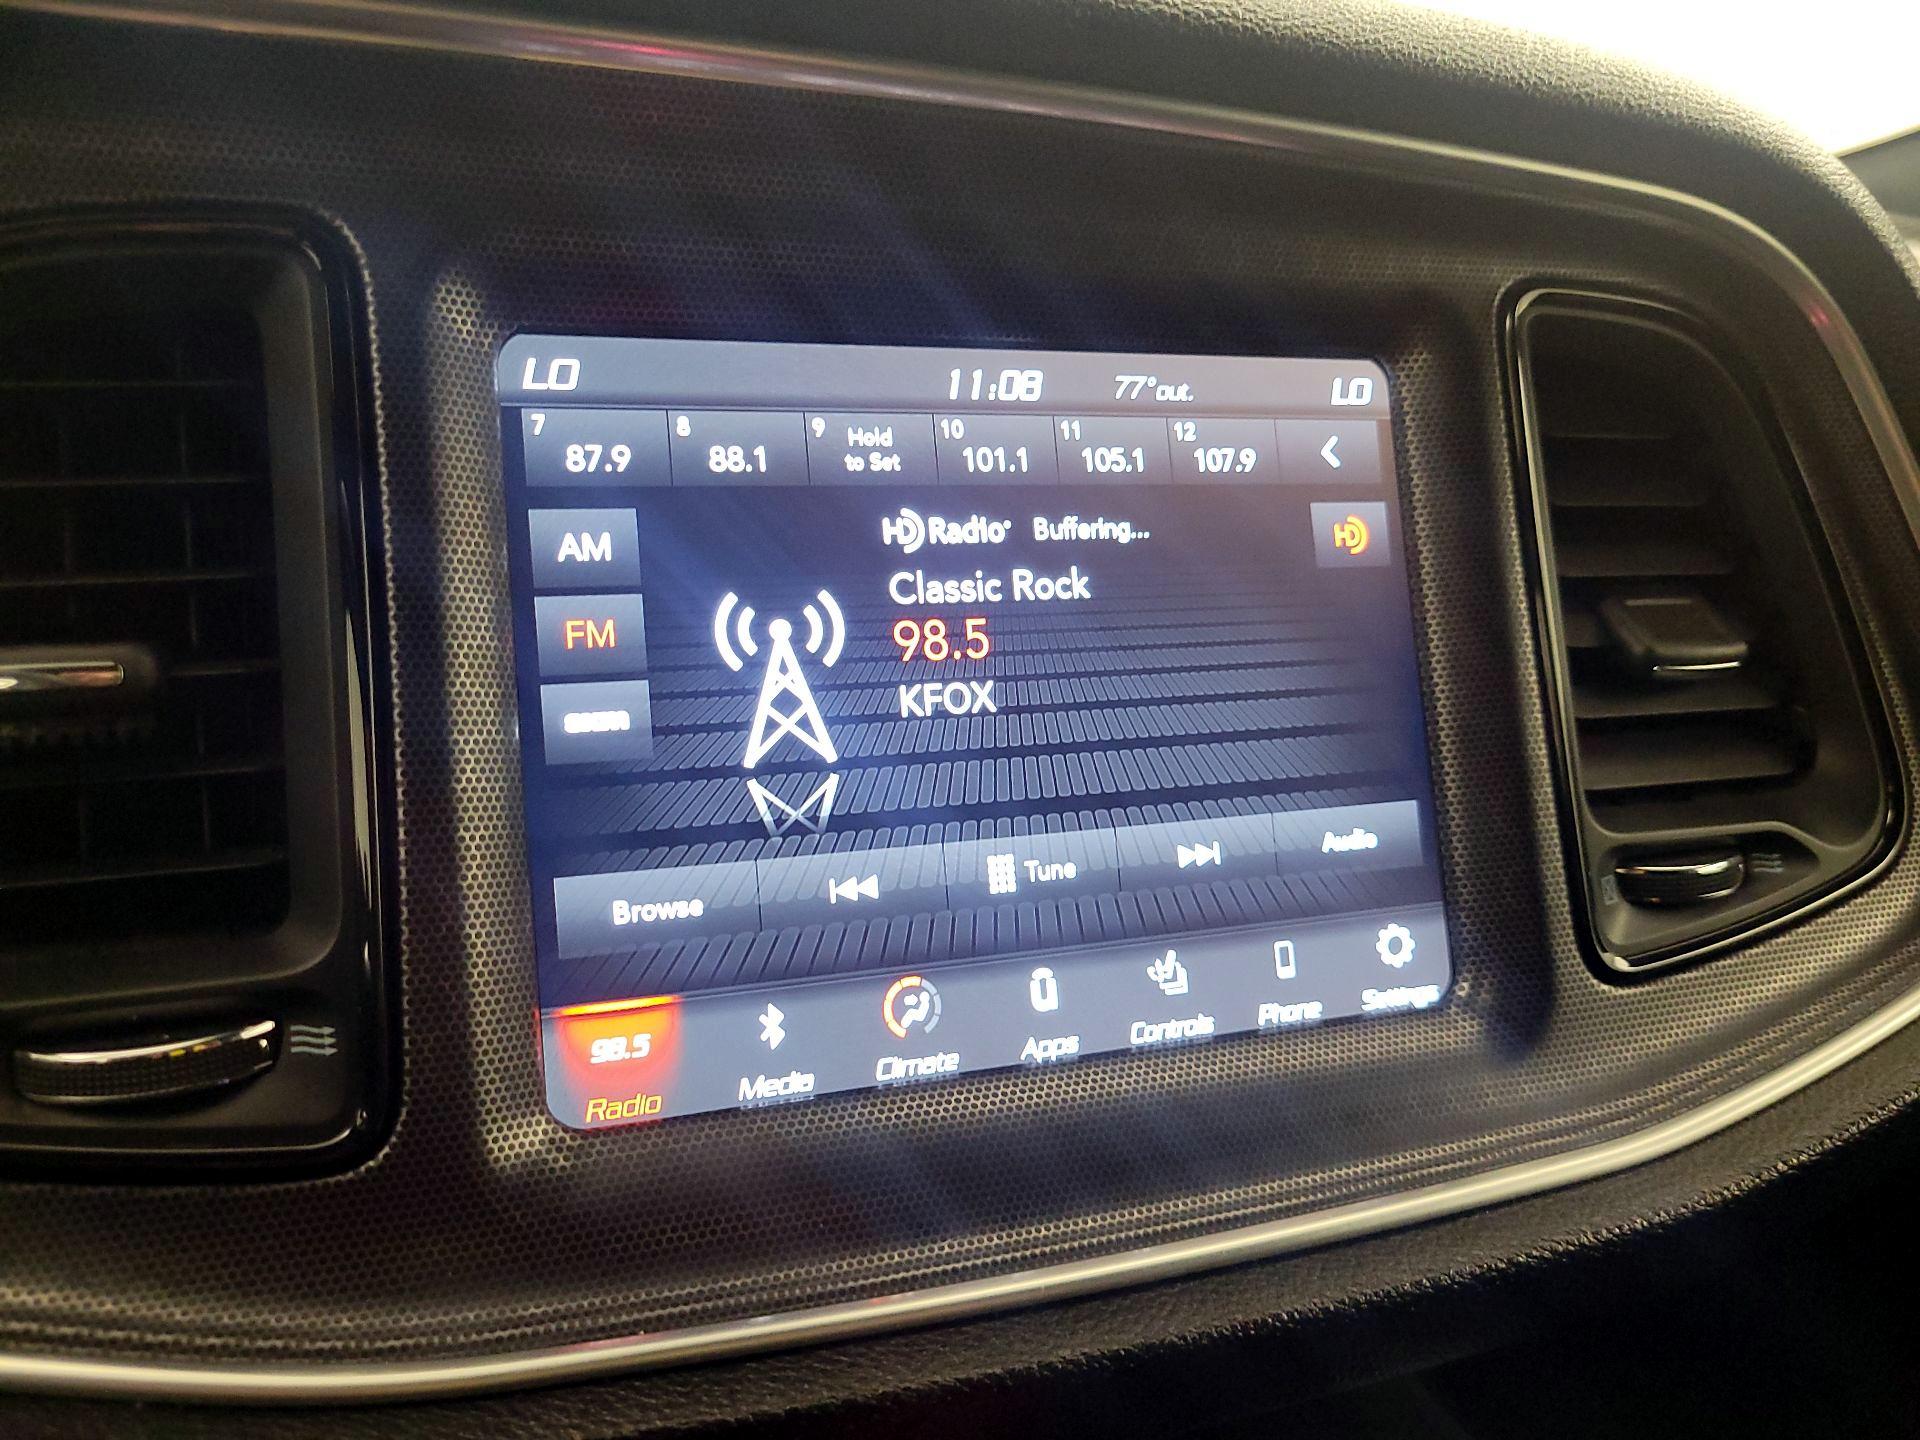 LO 11:08 77° out. LO
7 87.9
8 88.1
9 Hold
to Set
10 101.1
11 105.1
12 107.9
HD Radio Buffering...
HD
AM
Classic Rock
FM
98.5
KFOX
Browse Tune Audio
98.5
Radio Media Climate Apps Controls Phone Settings